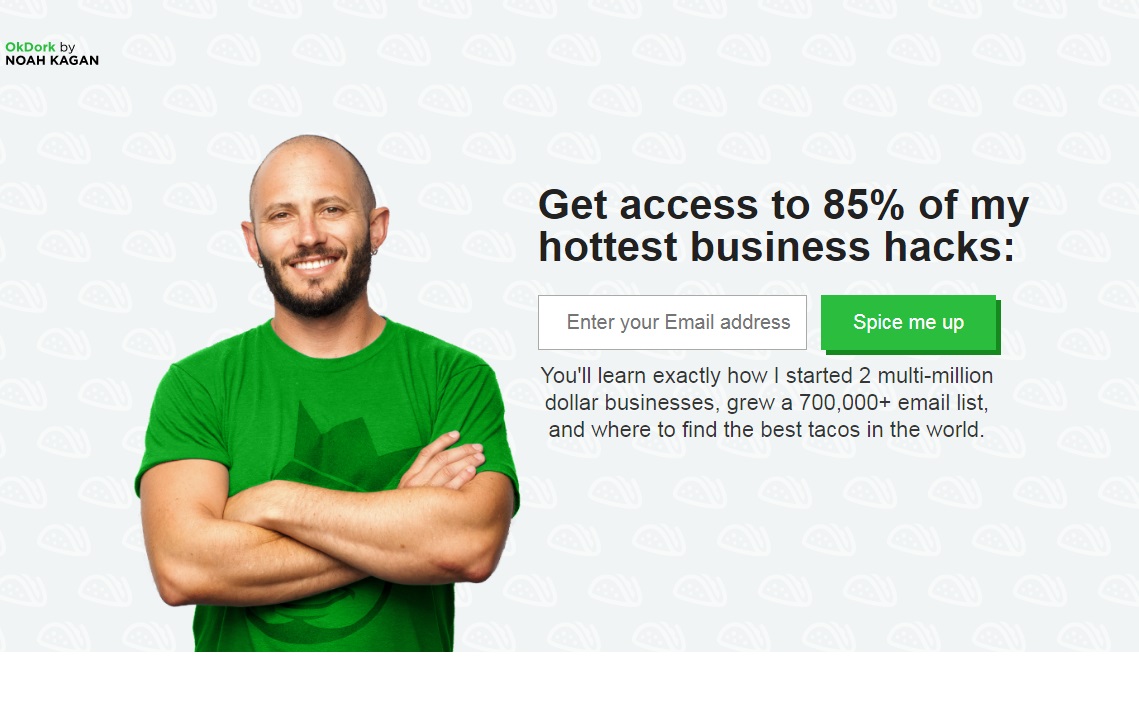 OkDork by
NOAH KAGAN
Get access to 85% of my
hottest business hacks:
Enter your Email address
Spice me up
You'll learn exactly how I started 2 multi-million
dollar businesses, grew a 700,000+ email list,
and where to find the best tacos in the world.